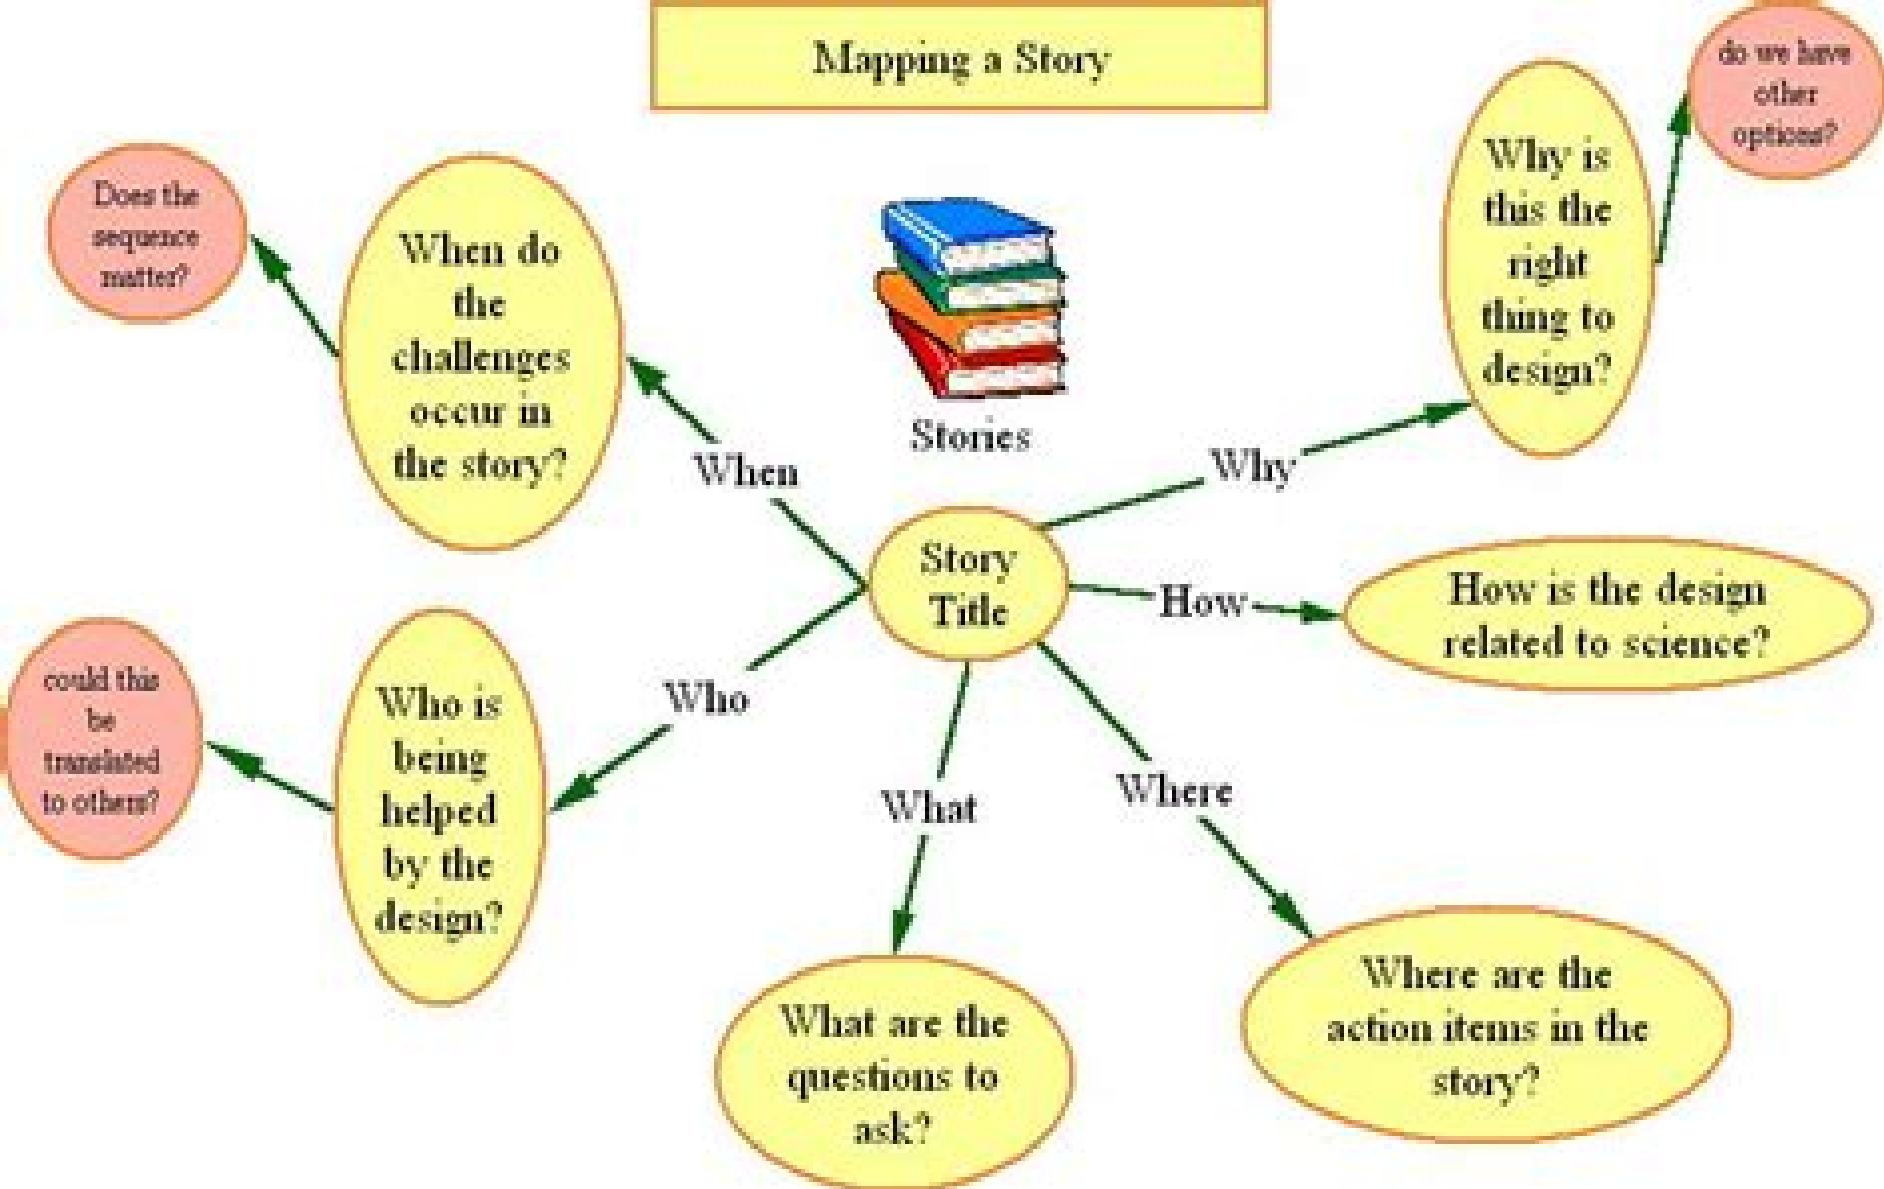 Mapping a Story
do we have
other
options?
Why is
this the
right
thing to
design?
Does the
sequence
matter?
When do
the
challenges
occur in
the story?
Stories
When
Why
Story
Title
How
How is the design
related to science?
could this
be
translated
to others?
Who is
being
helped
by the
design?
Who
What
Where
What are the
questions to
ask?
Where are the
action items in the
story?